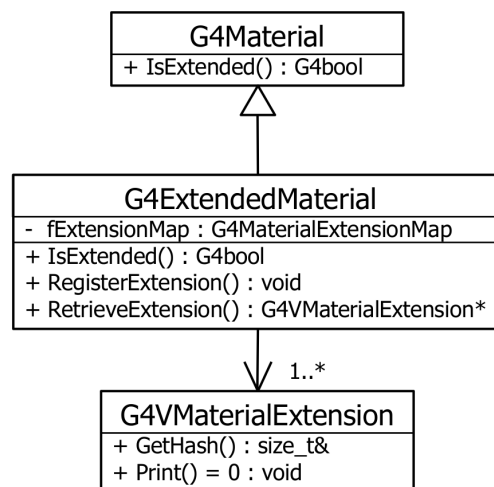 G4Material
+ IsExtended() : G4bool
G4ExtendedMaterial
- fExtensionMap : G4MaterialExtensionMap
+ IsExtended() : G4bool
+ RegisterExtension() : void
+ RetrieveExtension() : G4VMaterialExtension*
1..*
G4VMaterialExtension
+ GetHash() : size_t&
+ Print() = 0 : void